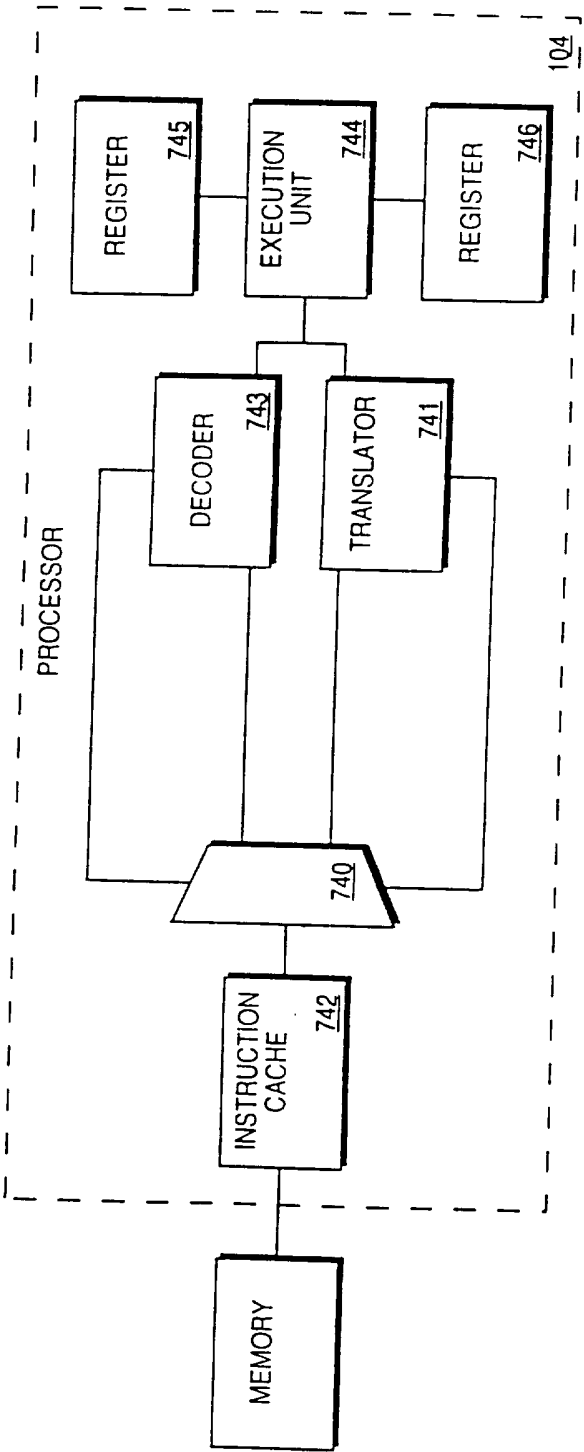 PROCESSOR
104
MEMORY
INSTRUCTION
CACHE
742
740
DECODER
743
TRANSLATOR
741
REGISTER
745
EXECUTION
UNIT
744
REGISTER
746